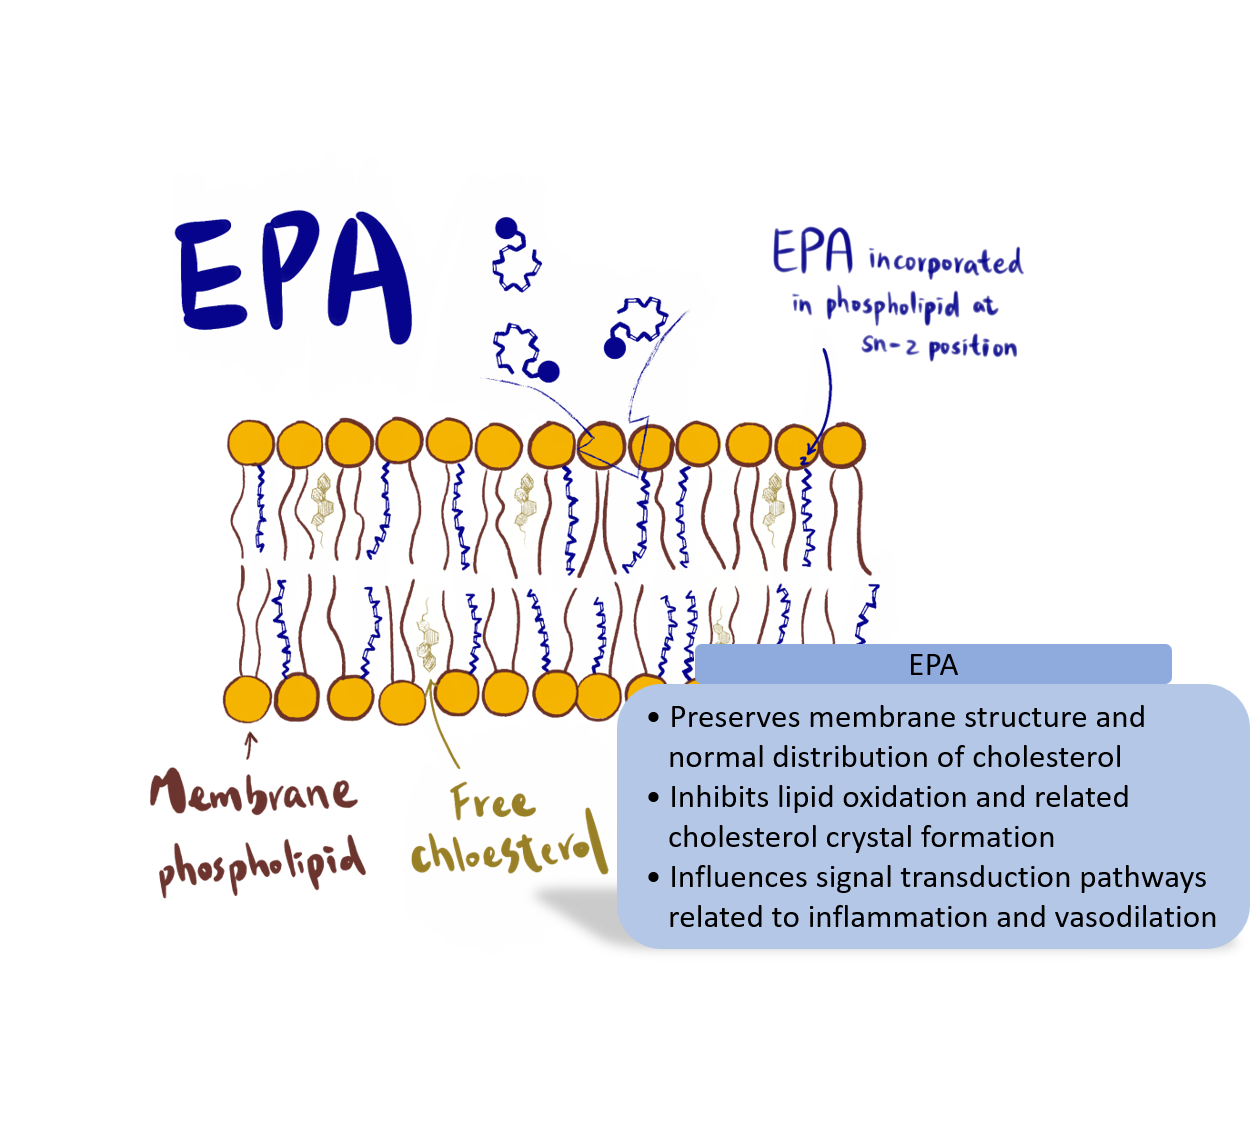 EPA
EPA incorporated
in phospholipid at
sn-2 position
Membrane
phospholipid
Free
chloesterol
EPA
• Preserves membrane structure and
normal distribution of cholesterol
• Inhibits lipid oxidation and related
cholesterol crystal formation
• Influences signal transduction pathways
related to inflammation and vasodilation